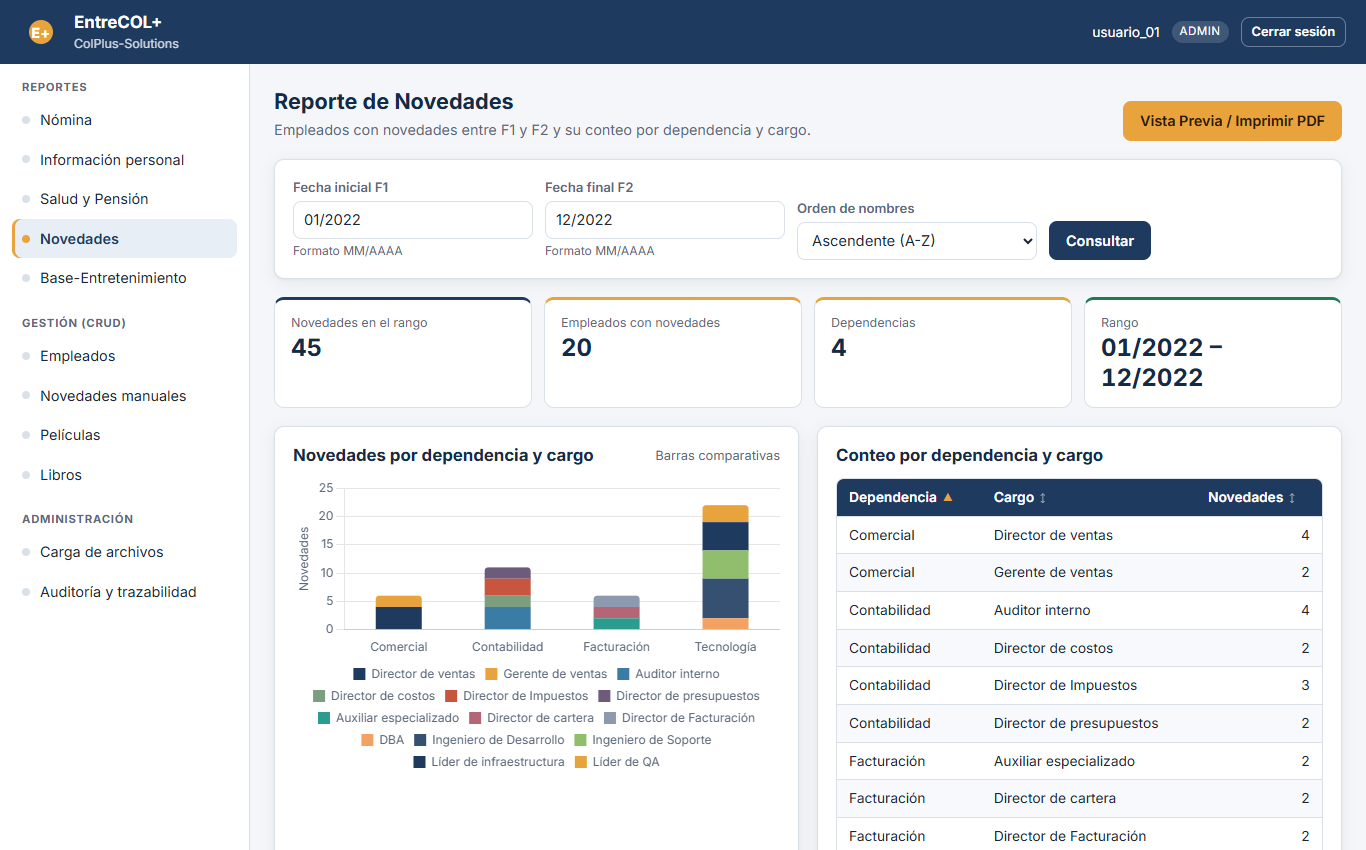 E+
EntreCOL+
ColPlus-Solutions
usuario_01
ADMIN
Cerrar sesión
REPORTES
Nómina
Información personal
Salud y Pensión
Novedades
Base-Entretenimiento
GESTIÓN (CRUD)
Empleados
Novedades manuales
Películas
Libros
ADMINISTRACIÓN
Carga de archivos
Auditoría y trazabilidad
Reporte de Novedades
Empleados con novedades entre F1 y F2 y su conteo por dependencia y cargo.
Vista Previa / Imprimir PDF
Fecha inicial F1
01/2022
Formato MM/AAAA
Fecha final F2
12/2022
Formato MM/AAAA
Orden de nombres
Ascendente (A-Z)
Consultar
Novedades en el rango
45
Empleados con novedades
20
Dependencias
4
Rango
01/2022 –
12/2022
Novedades por dependencia y cargo
Barras comparativas
Novedades
25
20
15
10
5
0
Comercial Contabilidad Facturación Tecnología
Director de ventas Gerente de ventas Auditor interno
Director de costos Director de Impuestos Director de presupuestos
Auxiliar especializado Director de cartera Director de Facturación
DBA Ingeniero de Desarrollo Ingeniero de Soporte
Líder de infraestructura Líder de QA
Conteo por dependencia y cargo
Dependencia ▲ Cargo ↕ Novedades ↕
Comercial Director de ventas 4
Comercial Gerente de ventas 2
Contabilidad Auditor interno 4
Contabilidad Director de costos 2
Contabilidad Director de Impuestos 3
Contabilidad Director de presupuestos 2
Facturación Auxiliar especializado 2
Facturación Director de cartera 2
Facturación Director de Facturación 2